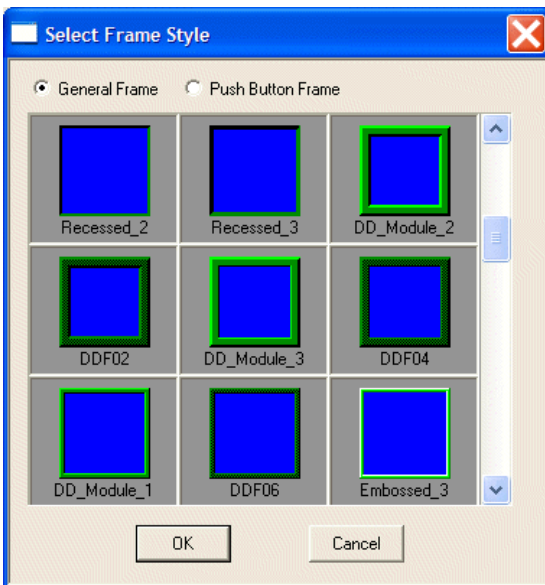 Select Frame Style
General Frame Push Button Frame
Recessed_2 Recessed_3 DD_Module_2
DDF02 DD_Module_3 DDF04
DD_Module_1 DDF06 Embossed_3
OK Cancel